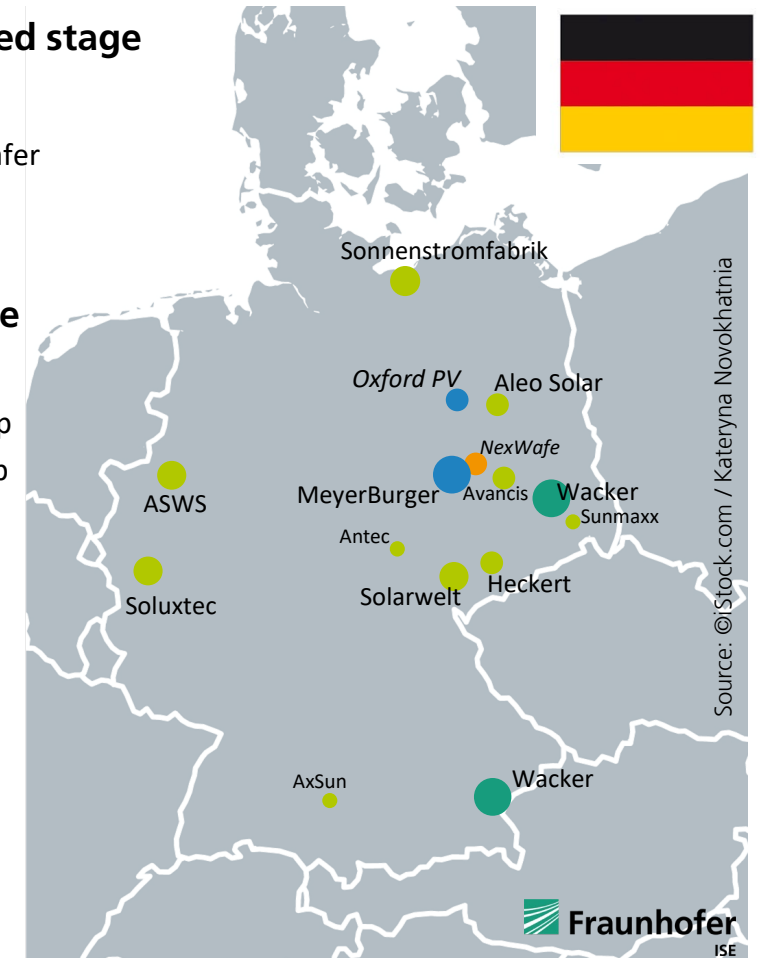 ed stage
afer
e
p
p
Sonnenstromfabrik
Oxford PV
Aleo Solar
NexWafe
MeyerBurger
Avancis
Wacker
Sunmaxx
ASWS
Antec
Heckert
Solarwelt
Soluxtec
AxSun
Wacker
Source: ©iStock.com / Kateryna Novokhatnia
Fraunhofer
ISE